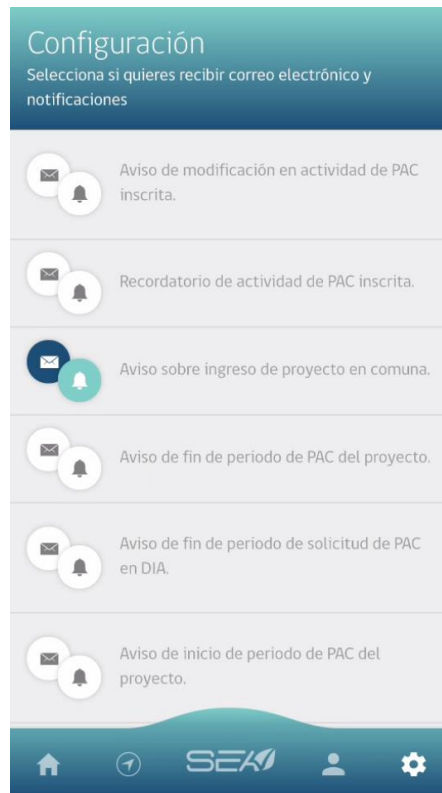 Configuración
Selecciona si quieres recibir correo electrónico y
notificaciones
Aviso de modificación en actividad de PAC
inscrita.
Recordatorio de actividad de PAC inscrita.
Aviso sobre ingreso de proyecto en comuna.
Aviso de fin de periodo de PAC del proyecto.
Aviso de fin de periodo de solicitud de PAC
en DIA.
Aviso de inicio de periodo de PAC del
proyecto.
SEA